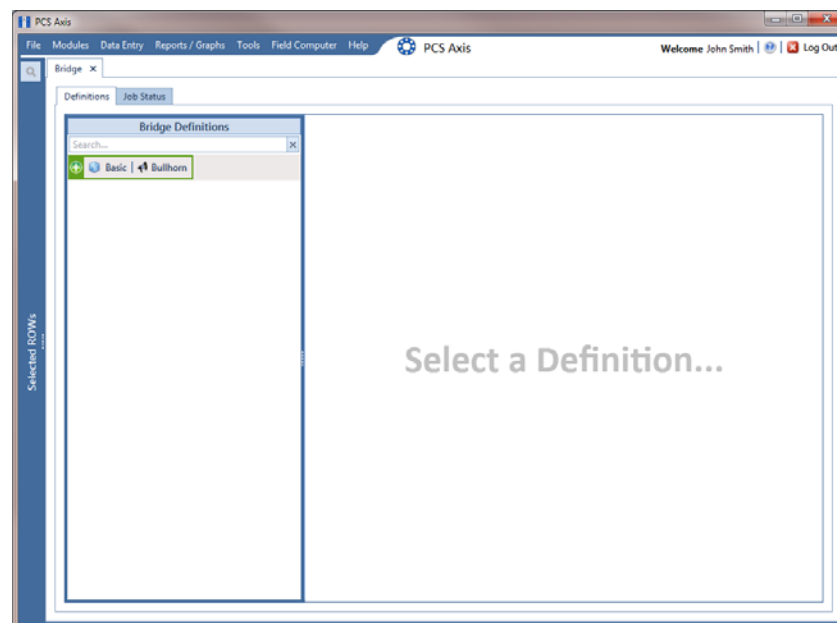 PCS Axis
File Modules Data Entry Reports / Graphs Tools Field Computer Help PCS Axis Welcome John Smith | | Log Out
Bridge
Definitions Job Status
Bridge Definitions
Search...
Basic | Bullhorn
Selected ROWs
Select a Definition...